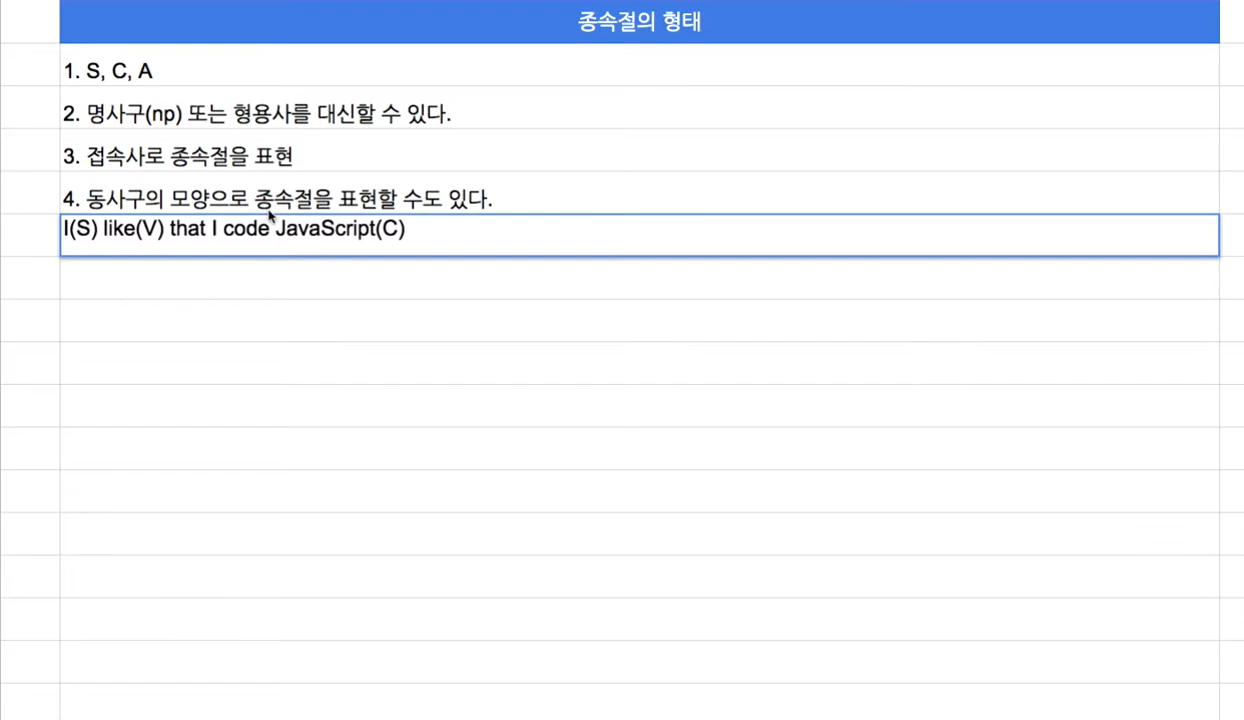 종속절의 형태
1. S, C, A
2. 명사구(np) 또는 형용사를 대신할 수 있다.
3. 접속사로 종속절을 표현
4. 동사구의 모양으로 종속절을 표현할 수도 있다.
I(S) like(V) that I code JavaScript(C)